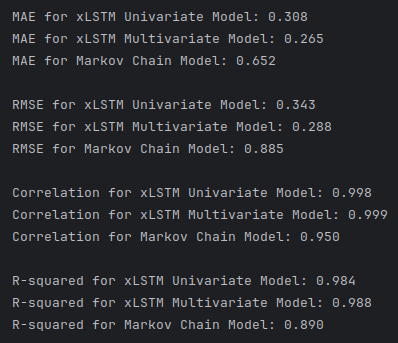 MAE for xLSTM Univariate Model: 0.308
MAE for xLSTM Multivariate Model: 0.265
MAE for Markov Chain Model: 0.652
RMSE for xLSTM Univariate Model: 0.343
RMSE for xLSTM Multivariate Model: 0.288
RMSE for Markov Chain Model: 0.885
Correlation for xLSTM Univariate Model: 0.998
Correlation for xLSTM Multivariate Model: 0.999
Correlation for Markov Chain Model: 0.950
R-squared for xLSTM Univariate Model: 0.984
R-squared for xLSTM Multivariate Model: 0.988
R-squared for Markov Chain Model: 0.890